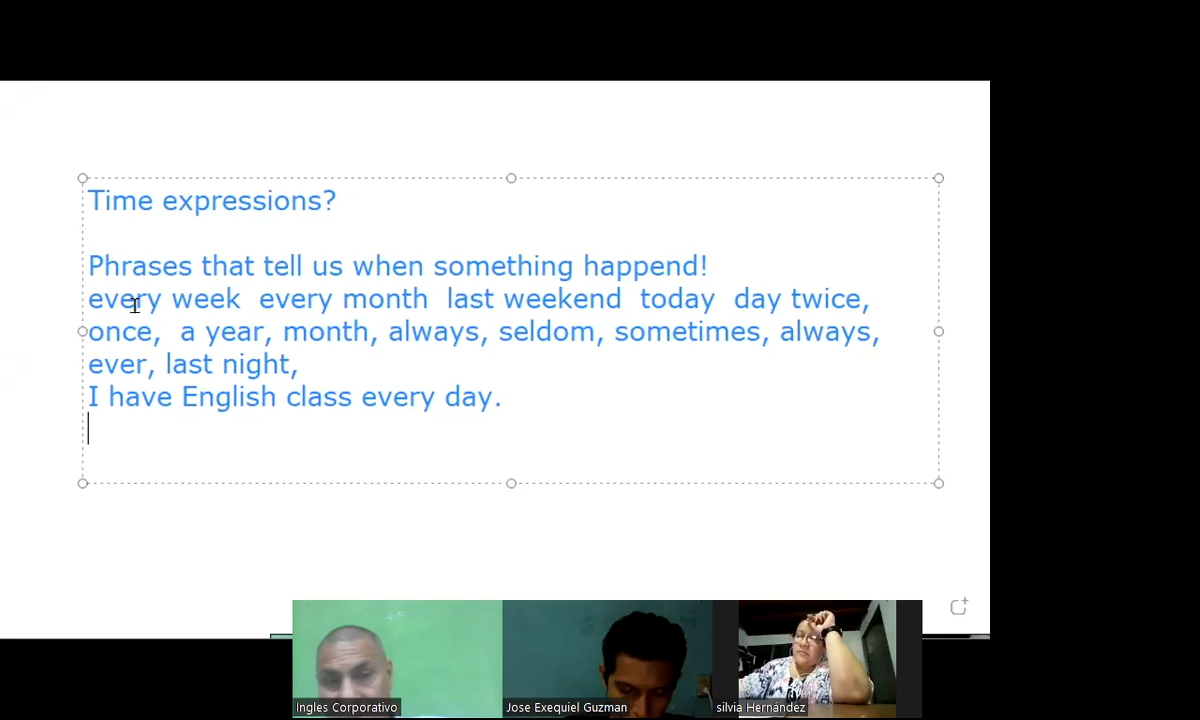 Time expressions?
Phrases that tell us when something happend!
every week  every month  last weekend  today  day twice,
once,  a year, month, always, seldom, sometimes, always,
ever, last night,
I have English class every day.
Ingles Corporativo
Jose Exequiel Guzman
silvia Hernández